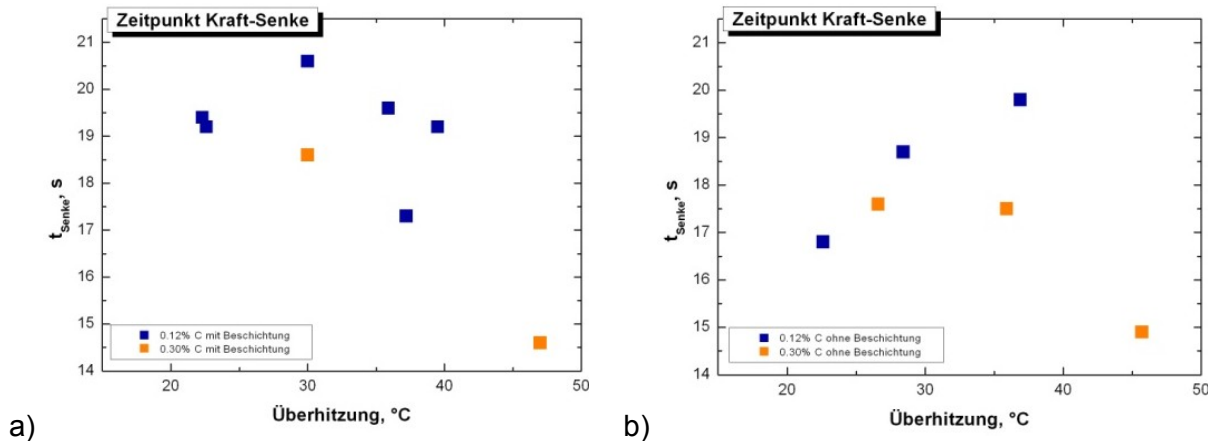 Zeitpunkt Kraft-Senke
21
20
19
18
17
16
15
14
t_Senke, s
0.12% C mit Beschichtung
0.30% C mit Beschichtung
20 30 40 50
Überhitzung, °C
a)
Zeitpunkt Kraft-Senke
21
20
19
18
17
16
15
14
t_Senke, s
0.12% C ohne Beschichtung
0.30% C ohne Beschichtung
20 30 40 50
Überhitzung, °C
b)